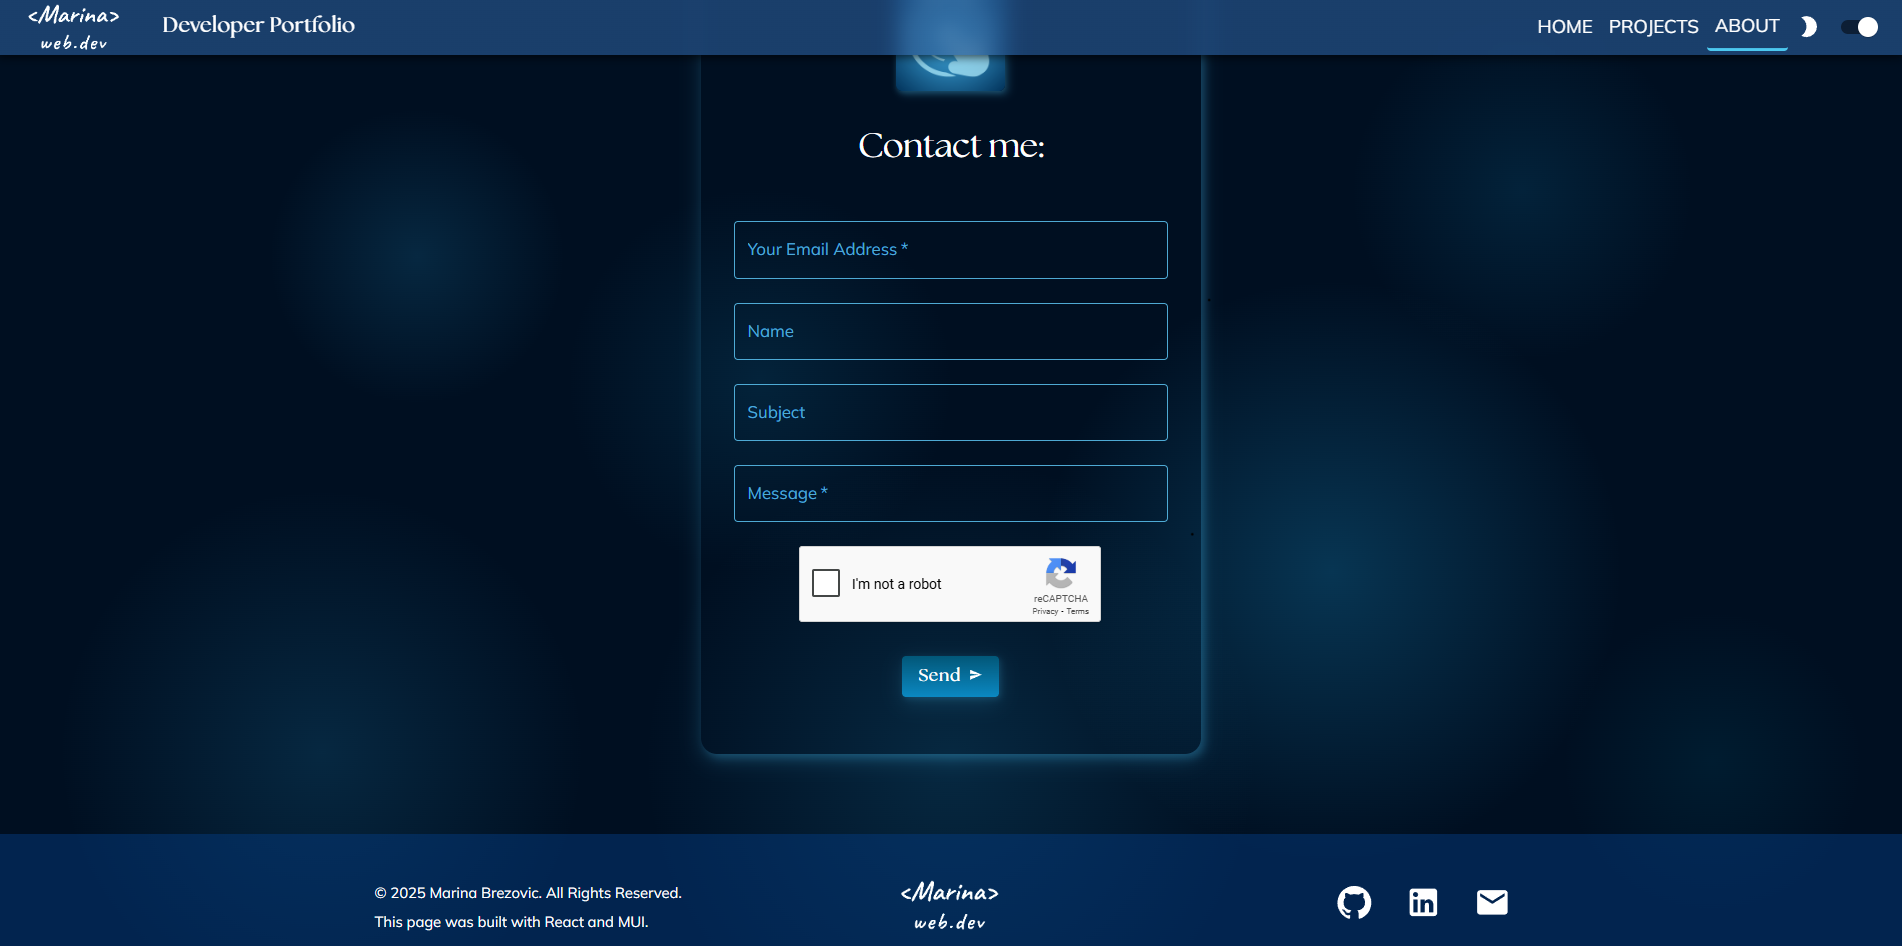 <Marina>
web.dev
Developer Portfolio
HOME PROJECTS ABOUT
Contact me:
Your Email Address *
Name
Subject
Message *
I'm not a robot
reCAPTCHA
Privacy - Terms
Send
© 2025 Marina Brezovic. All Rights Reserved.
This page was built with React and MUI.
<Marina>
web.dev
in